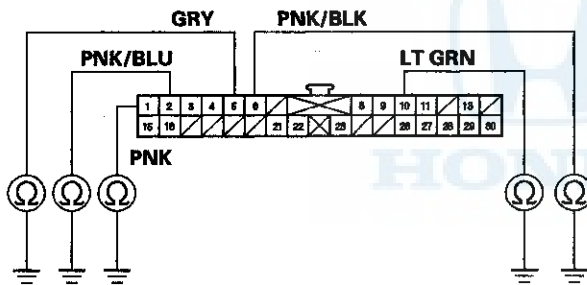 GRY PNK/BLK
PNK/BLU LT GRN
1 2 3 4 5 6 8 9 10 11 13
15 16 21 22 23 26 27 28 29 30
PNK
Ω Ω Ω Ω Ω
HON